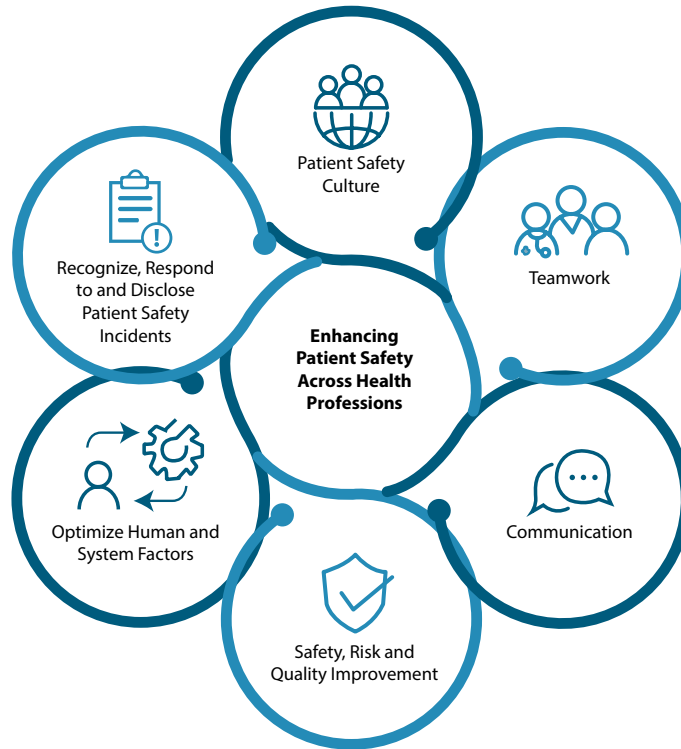 Patient Safety
Culture
Teamwork
Communication
Safety, Risk and
Quality Improvement
Optimize Human and
System Factors
Recognize, Respond
to and Disclose
Patient Safety
Incidents
Enhancing
Patient Safety
Across Health
Professions